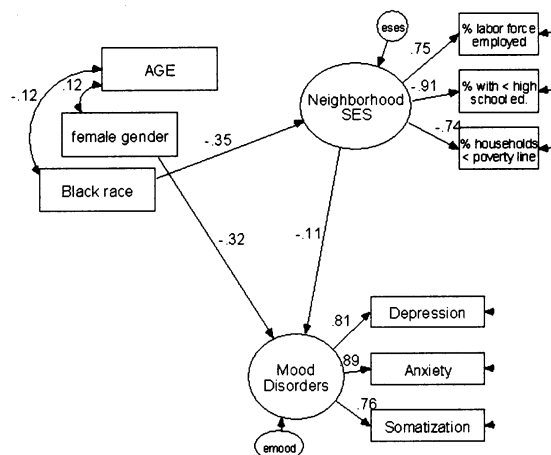 eses
.75
% labor force
employed
-.12
AGE
.12
Neighborhood
SES
-.91
% with < high
school ed.
female gender
-.35
-.74
% households
< poverty line
Black race
-.32
-.11
.81
Depression
Mood
Disorders
.89
Anxiety
.76
Somatization
emood